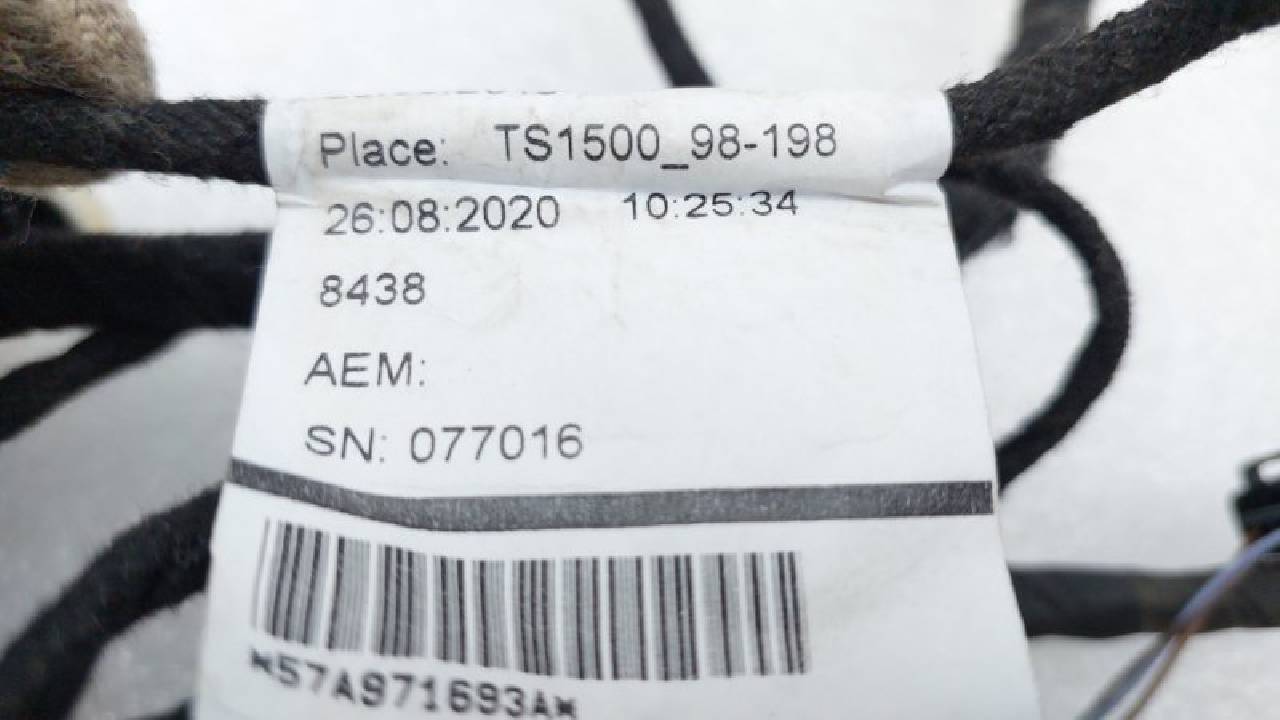 Place: TS1500_98-198
26:08:2020 10:25:34
8438
AEM:
SN: 077016
*57A971693A*